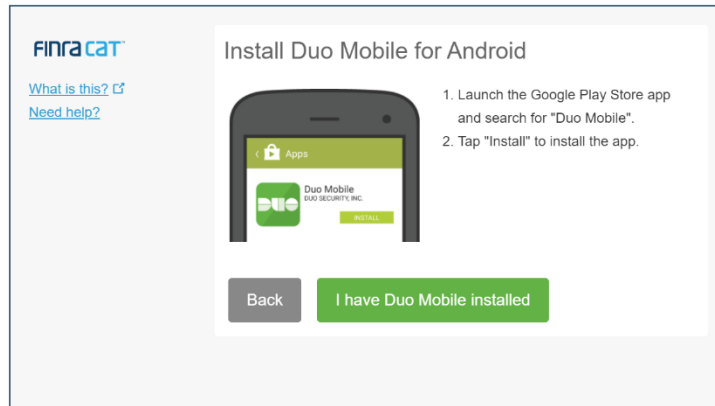 FINRA CAT
What is this?
Need help?
Install Duo Mobile for Android
1. Launch the Google Play Store app
and search for "Duo Mobile".
2. Tap "Install" to install the app.
Apps
Duo Mobile
DUO SECURITY, INC.
INSTALL
DUO
Back
I have Duo Mobile installed